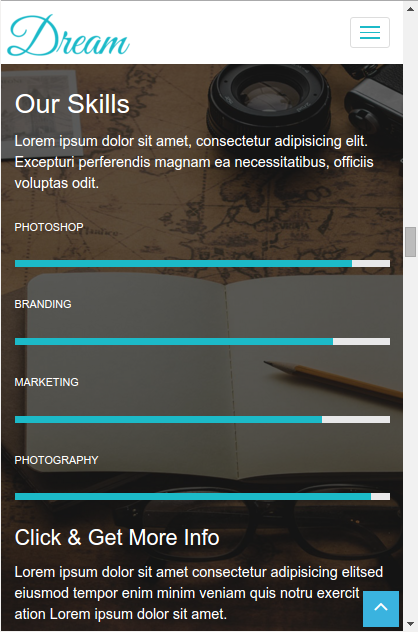 Dream
Our Skills
Lorem ipsum dolor sit amet, consectetur adipisicing elit.
Excepturi perferendis magnam ea necessitatibus, officiis
voluptas odit.
PHOTOSHOP
BRANDING
MARKETING
PHOTOGRAPHY
Click & Get More Info
Lorem ipsum dolor sit amet consectetur adipisicing elitsed
eiusmod tempor enim minim veniam quis notru exercit
ation Lorem ipsum dolor sit amet.